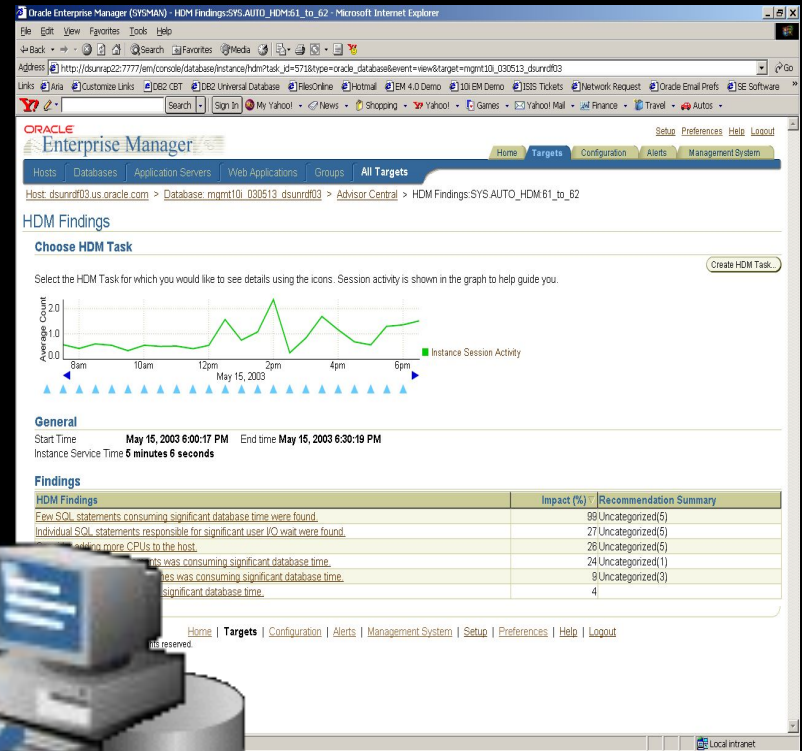 Oracle Enterprise Manager (SYSMAN) - HDM Findings:SYS.AUTO_HDM:61_to_62 - Microsoft Internet Explorer
File Edit View Favorites Tools Help
Back Search Favorites Media
Address http://dsunrap22:7777/em/console/database/instance/hdm?task_id=571&type=oracle_database&event=view&target=mgmt10i_030513_dsunrdf03 Go
Links Aria Customize Links DB2 CBT DB2 Universal Database FilesOnline Hotmail EM 4.0 Demo 10i EM Demo ISIS Tickets Network Request Oracle Email Prefs SE Software »
Y! Search Sign In My Yahoo! News Shopping Yahoo! Games Yahoo! Mail Finance Travel Autos
ORACLE
Enterprise Manager
Setup Preferences Help Logout
Home Targets Configuration Alerts Management System
Hosts Databases Application Servers Web Applications Groups All Targets
Host: dsunrdf03.us.oracle.com > Database: mgmt10i_030513_dsunrdf03 > Advisor Central > HDM Findings:SYS.AUTO_HDM:61_to_62
HDM Findings
Choose HDM Task
Create HDM Task...
Select the HDM Task for which you would like to see details using the icons. Session activity is shown in the graph to help guide you.
Average Count
2.0
1.0
0.0
Instance Session Activity
8am 10am 12pm 2pm 4pm 6pm
May 15, 2003
General
Start Time May 15, 2003 6:00:17 PM End time May 15, 2003 6:30:19 PM
Instance Service Time 5 minutes 6 seconds
Findings
HDM Findings Impact (%) Recommendation Summary
Few SQL statements consuming significant database time were found. 99 Uncategorized(5)
Individual SQL statements responsible for significant user I/O wait were found. 27 Uncategorized(5)
adding more CPUs to the host. 26 Uncategorized(5)
was consuming significant database time. 24 Uncategorized(1)
was consuming significant database time. 9 Uncategorized(3)
significant database time. 4
Home | Targets | Configuration | Alerts | Management System | Setup | Preferences | Help | Logout
reserved.
Local intranet